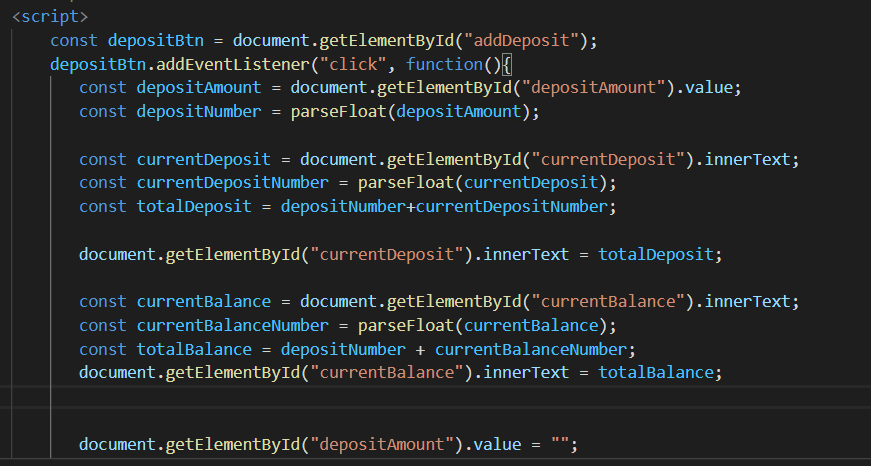 <script>
const depositBtn = document.getElementById("addDeposit");
depositBtn.addEventListener("click", function(){
const depositAmount = document.getElementById("depositAmount").value;
const depositNumber = parseFloat(depositAmount);
const currentDeposit = document.getElementById("currentDeposit").innerText;
const currentDepositNumber = parseFloat(currentDeposit);
const totalDeposit = depositNumber+currentDepositNumber;
document.getElementById("currentDeposit").innerText = totalDeposit;
const currentBalance = document.getElementById("currentBalance").innerText;
const currentBalanceNumber = parseFloat(currentBalance);
const totalBalance = depositNumber + currentBalanceNumber;
document.getElementById("currentBalance").innerText = totalBalance;
document.getElementById("depositAmount").value = "";